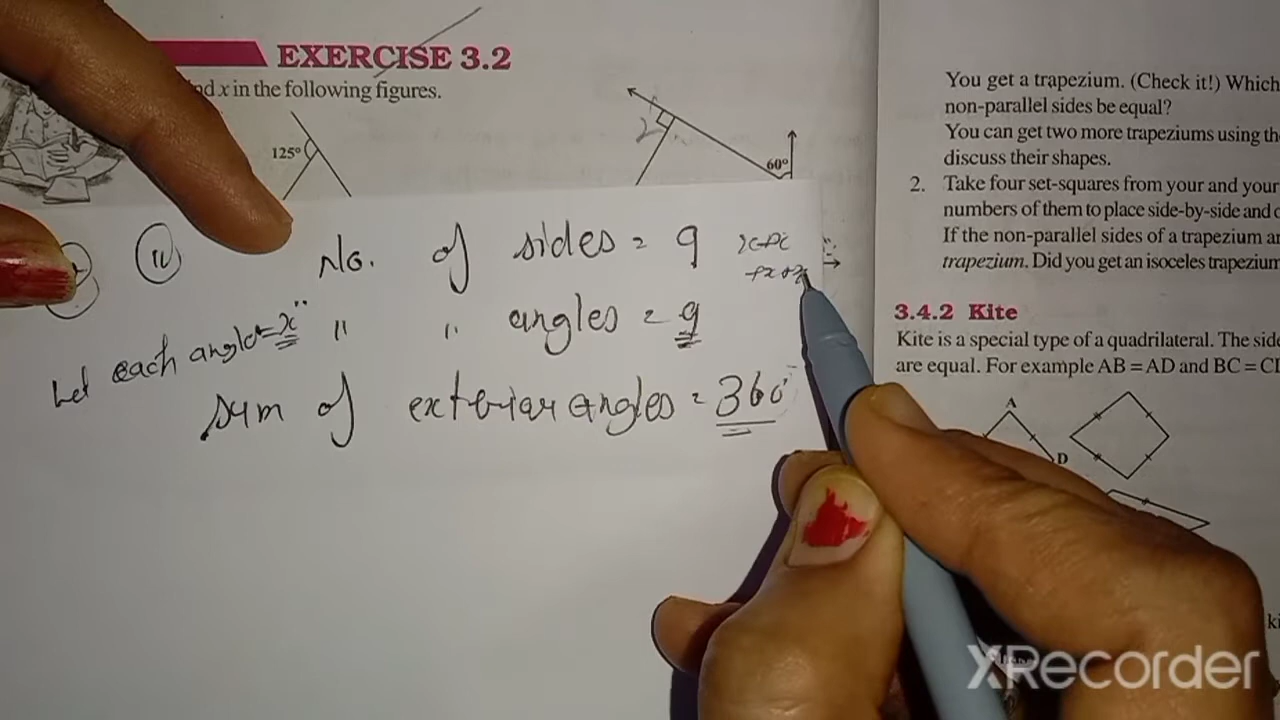 EXERCISE 3.2
x in the following figures.
125°
60°
No. of sides = 9
Let each angle = x°
" " angles = 9
Sum of exterior angles = 360°
You get a trapezium. (Check it!) Which
non-parallel sides be equal?
You can get two more trapeziums using th
discuss their shapes.
2. Take four set-squares from your and your
numbers of them to place side-by-side and
If the non-parallel sides of a trapezium ar
trapezium. Did you get an isoceles trapezium
3.4.2 Kite
Kite is a special type of a quadrilateral. The sid
are equal. For example AB = AD and BC = CD
A
D
XRecorder